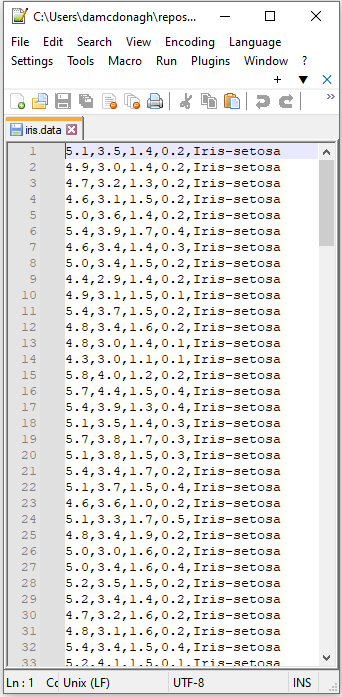 C:\Users\damcdonagh\repos...
File Edit Search View Encoding Language
Settings Tools Macro Run Plugins Window ?
+ ▼ X
»
iris.data
1 5.1,3.5,1.4,0.2,Iris-setosa
2 4.9,3.0,1.4,0.2,Iris-setosa
3 4.7,3.2,1.3,0.2,Iris-setosa
4 4.6,3.1,1.5,0.2,Iris-setosa
5 5.0,3.6,1.4,0.2,Iris-setosa
6 5.4,3.9,1.7,0.4,Iris-setosa
7 4.6,3.4,1.4,0.3,Iris-setosa
8 5.0,3.4,1.5,0.2,Iris-setosa
9 4.4,2.9,1.4,0.2,Iris-setosa
10 4.9,3.1,1.5,0.1,Iris-setosa
11 5.4,3.7,1.5,0.2,Iris-setosa
12 4.8,3.4,1.6,0.2,Iris-setosa
13 4.8,3.0,1.4,0.1,Iris-setosa
14 4.3,3.0,1.1,0.1,Iris-setosa
15 5.8,4.0,1.2,0.2,Iris-setosa
16 5.7,4.4,1.5,0.4,Iris-setosa
17 5.4,3.9,1.3,0.4,Iris-setosa
18 5.1,3.5,1.4,0.3,Iris-setosa
19 5.7,3.8,1.7,0.3,Iris-setosa
20 5.1,3.8,1.5,0.3,Iris-setosa
21 5.4,3.4,1.7,0.2,Iris-setosa
22 5.1,3.7,1.5,0.4,Iris-setosa
23 4.6,3.6,1.0,0.2,Iris-setosa
24 5.1,3.3,1.7,0.5,Iris-setosa
25 4.8,3.4,1.9,0.2,Iris-setosa
26 5.0,3.0,1.6,0.2,Iris-setosa
27 5.0,3.4,1.6,0.4,Iris-setosa
28 5.2,3.5,1.5,0.2,Iris-setosa
29 5.2,3.4,1.4,0.2,Iris-setosa
30 4.7,3.2,1.6,0.2,Iris-setosa
31 4.8,3.1,1.6,0.2,Iris-setosa
32 5.4,3.4,1.5,0.4,Iris-setosa
33 5.2,4.1,1.5,0.1,Iris-setosa
Ln : 1 Cc Unix (LF) UTF-8 INS